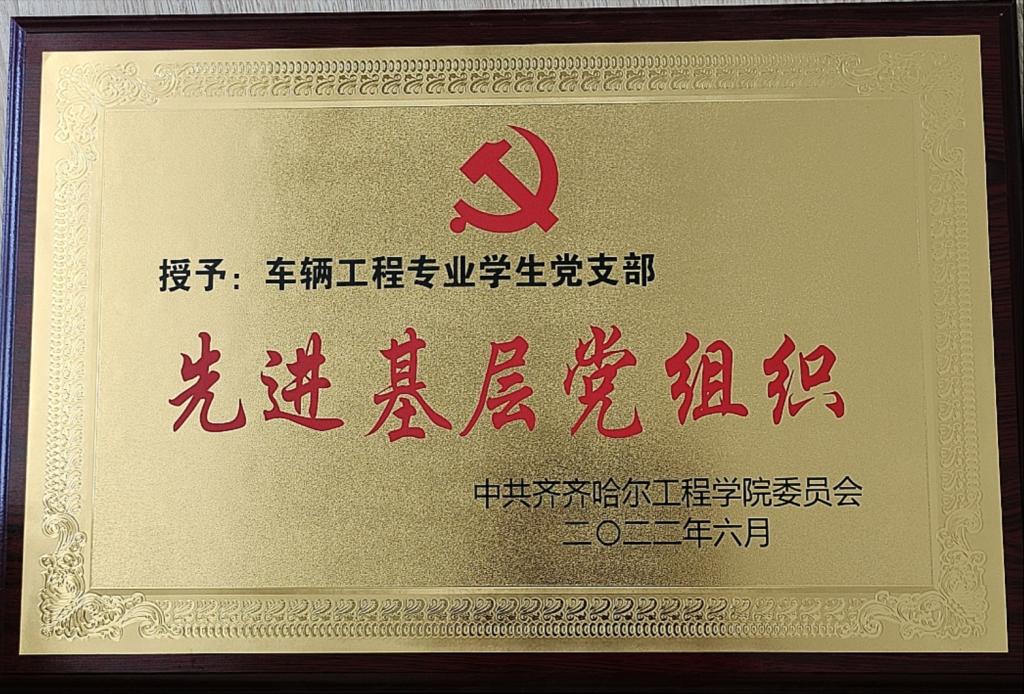 授予：车辆工程专业学生党支部
先进基层党组织
中共齐齐哈尔工程学院委员会
二〇二二年六月